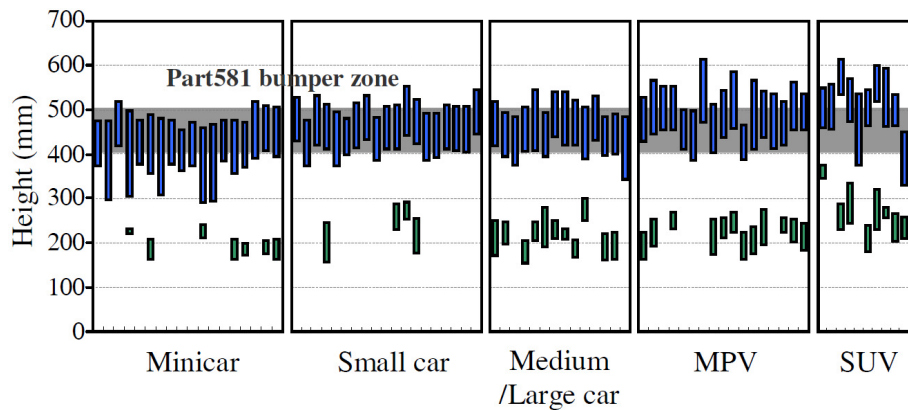 700
600
Part581 bumper zone
500
400
300
200
100
0
Height (mm)
Minicar
Small car
Medium
/Large car
MPV
SUV